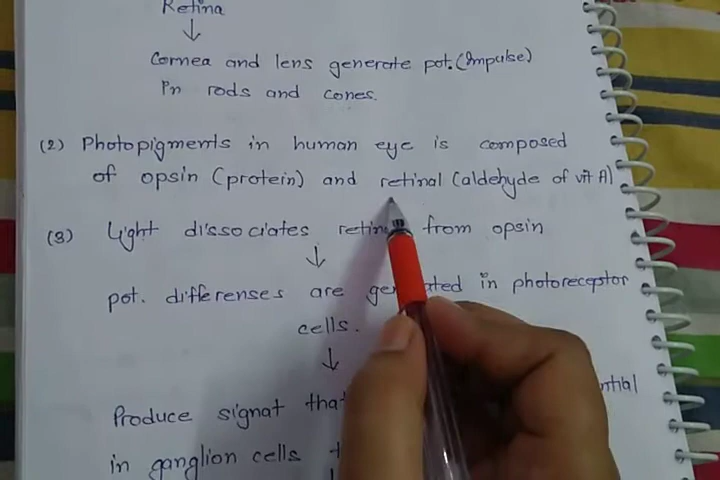 Retina
↓
Cornea and lens generate pot. (Impulse)
in rods and cones.
(2) Photopigments in human eye is composed
of opsin (protein) and retinal (aldehyde of vit A)
(3) Light dissociates from opsin
↓
pot. differenses are in photoreceptor
cells.
↓
Produce signal that
in ganglion cells